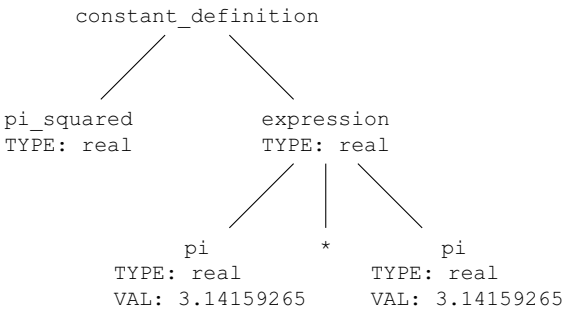 constant_definition
pi_squared expression
TYPE: real TYPE: real
pi * pi
TYPE: real TYPE: real
VAL: 3.14159265 VAL: 3.14159265